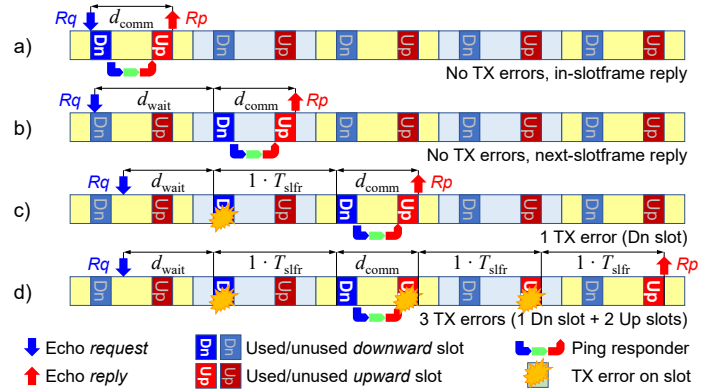 d_comm
Rq Rp
a) Dn Up Dn Up Dn Up Dn Up Dn Up
No TX errors, in-slotframe reply
d_wait d_comm
Rq Rp
b) Dn Up Dn Up Dn Up Dn Up Dn Up
No TX errors, next-slotframe reply
d_wait 1 · T_slfr d_comm
Rq Rp
c) Dn Up Dn Up Dn Up Dn Up Dn Up
1 TX error (Dn slot)
d_wait 1 · T_slfr d_comm 1 · T_slfr 1 · T_slfr
Rq Rp
d) Dn Up Dn Up Dn Up Dn Up Dn Up
3 TX errors (1 Dn slot + 2 Up slots)
Echo request Dn Dn Used/unused downward slot Ping responder
Echo reply Up Up Used/unused upward slot TX error on slot